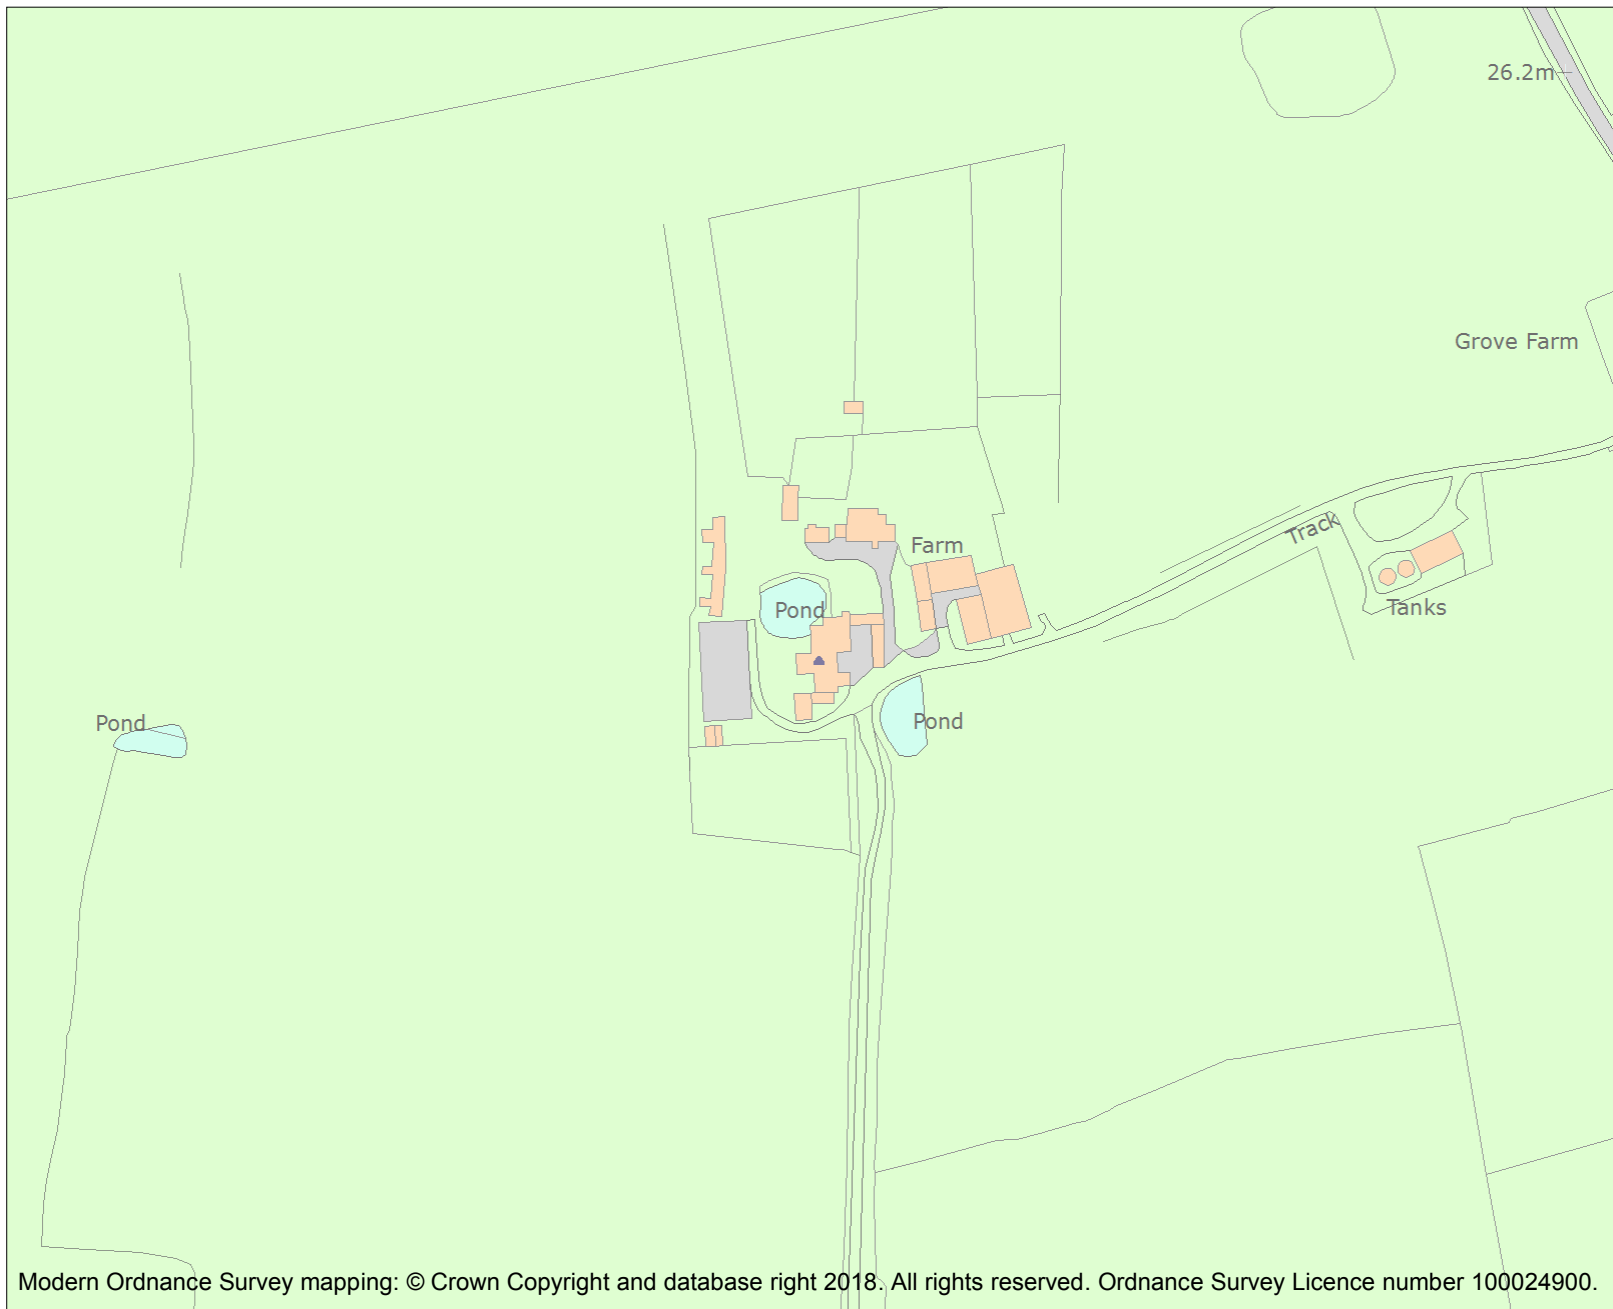 26.2m
Grove Farm
Track
Farm
Tanks
Pond
Pond
Pond
Modern Ordnance Survey mapping: © Crown Copyright and database right 2018. All rights reserved. Ordnance Survey Licence number 100024900.